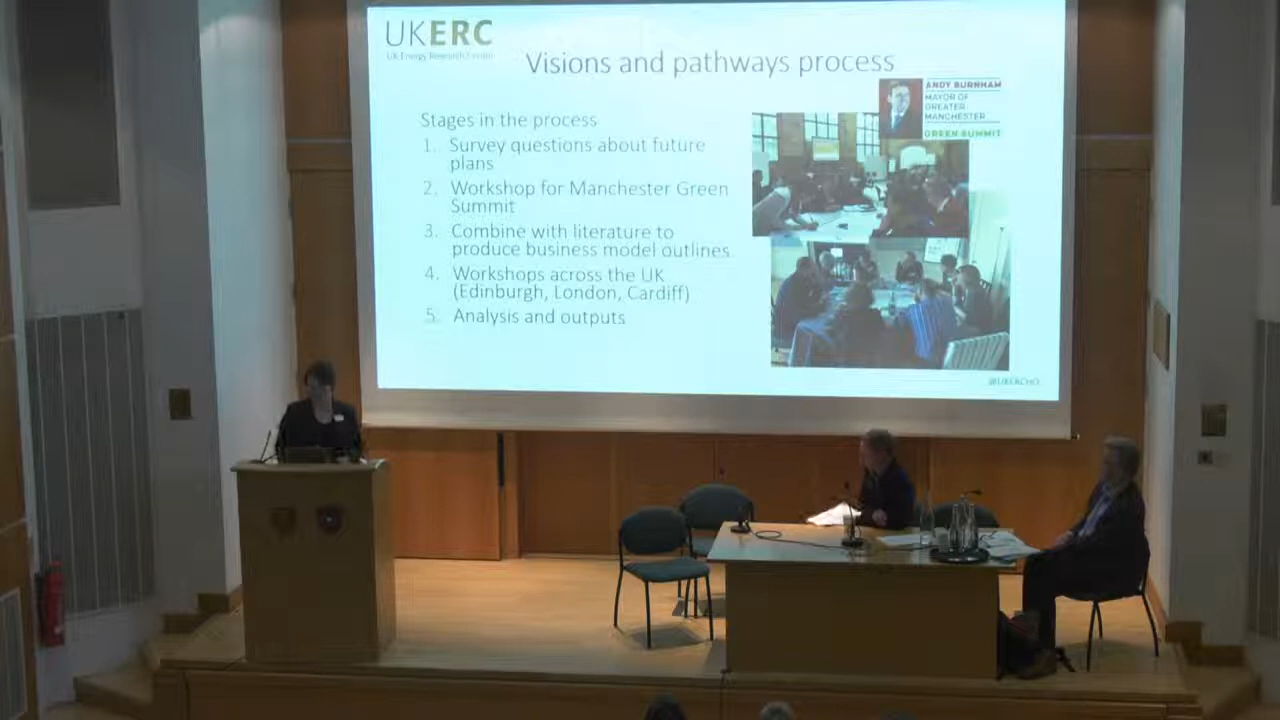 UKERC
UK Energy Research Centre
Visions and pathways process
ANDY BURNHAM
MAYOR OF
GREATER
MANCHESTER
GREEN SUMMIT
Stages in the process
1. Survey questions about future
plans
2. Workshop for Manchester Green
Summit
3. Combine with literature to
produce business model outlines
4. Workshops across the UK
(Edinburgh, London, Cardiff)
5. Analysis and outputs
@UKERCHQ